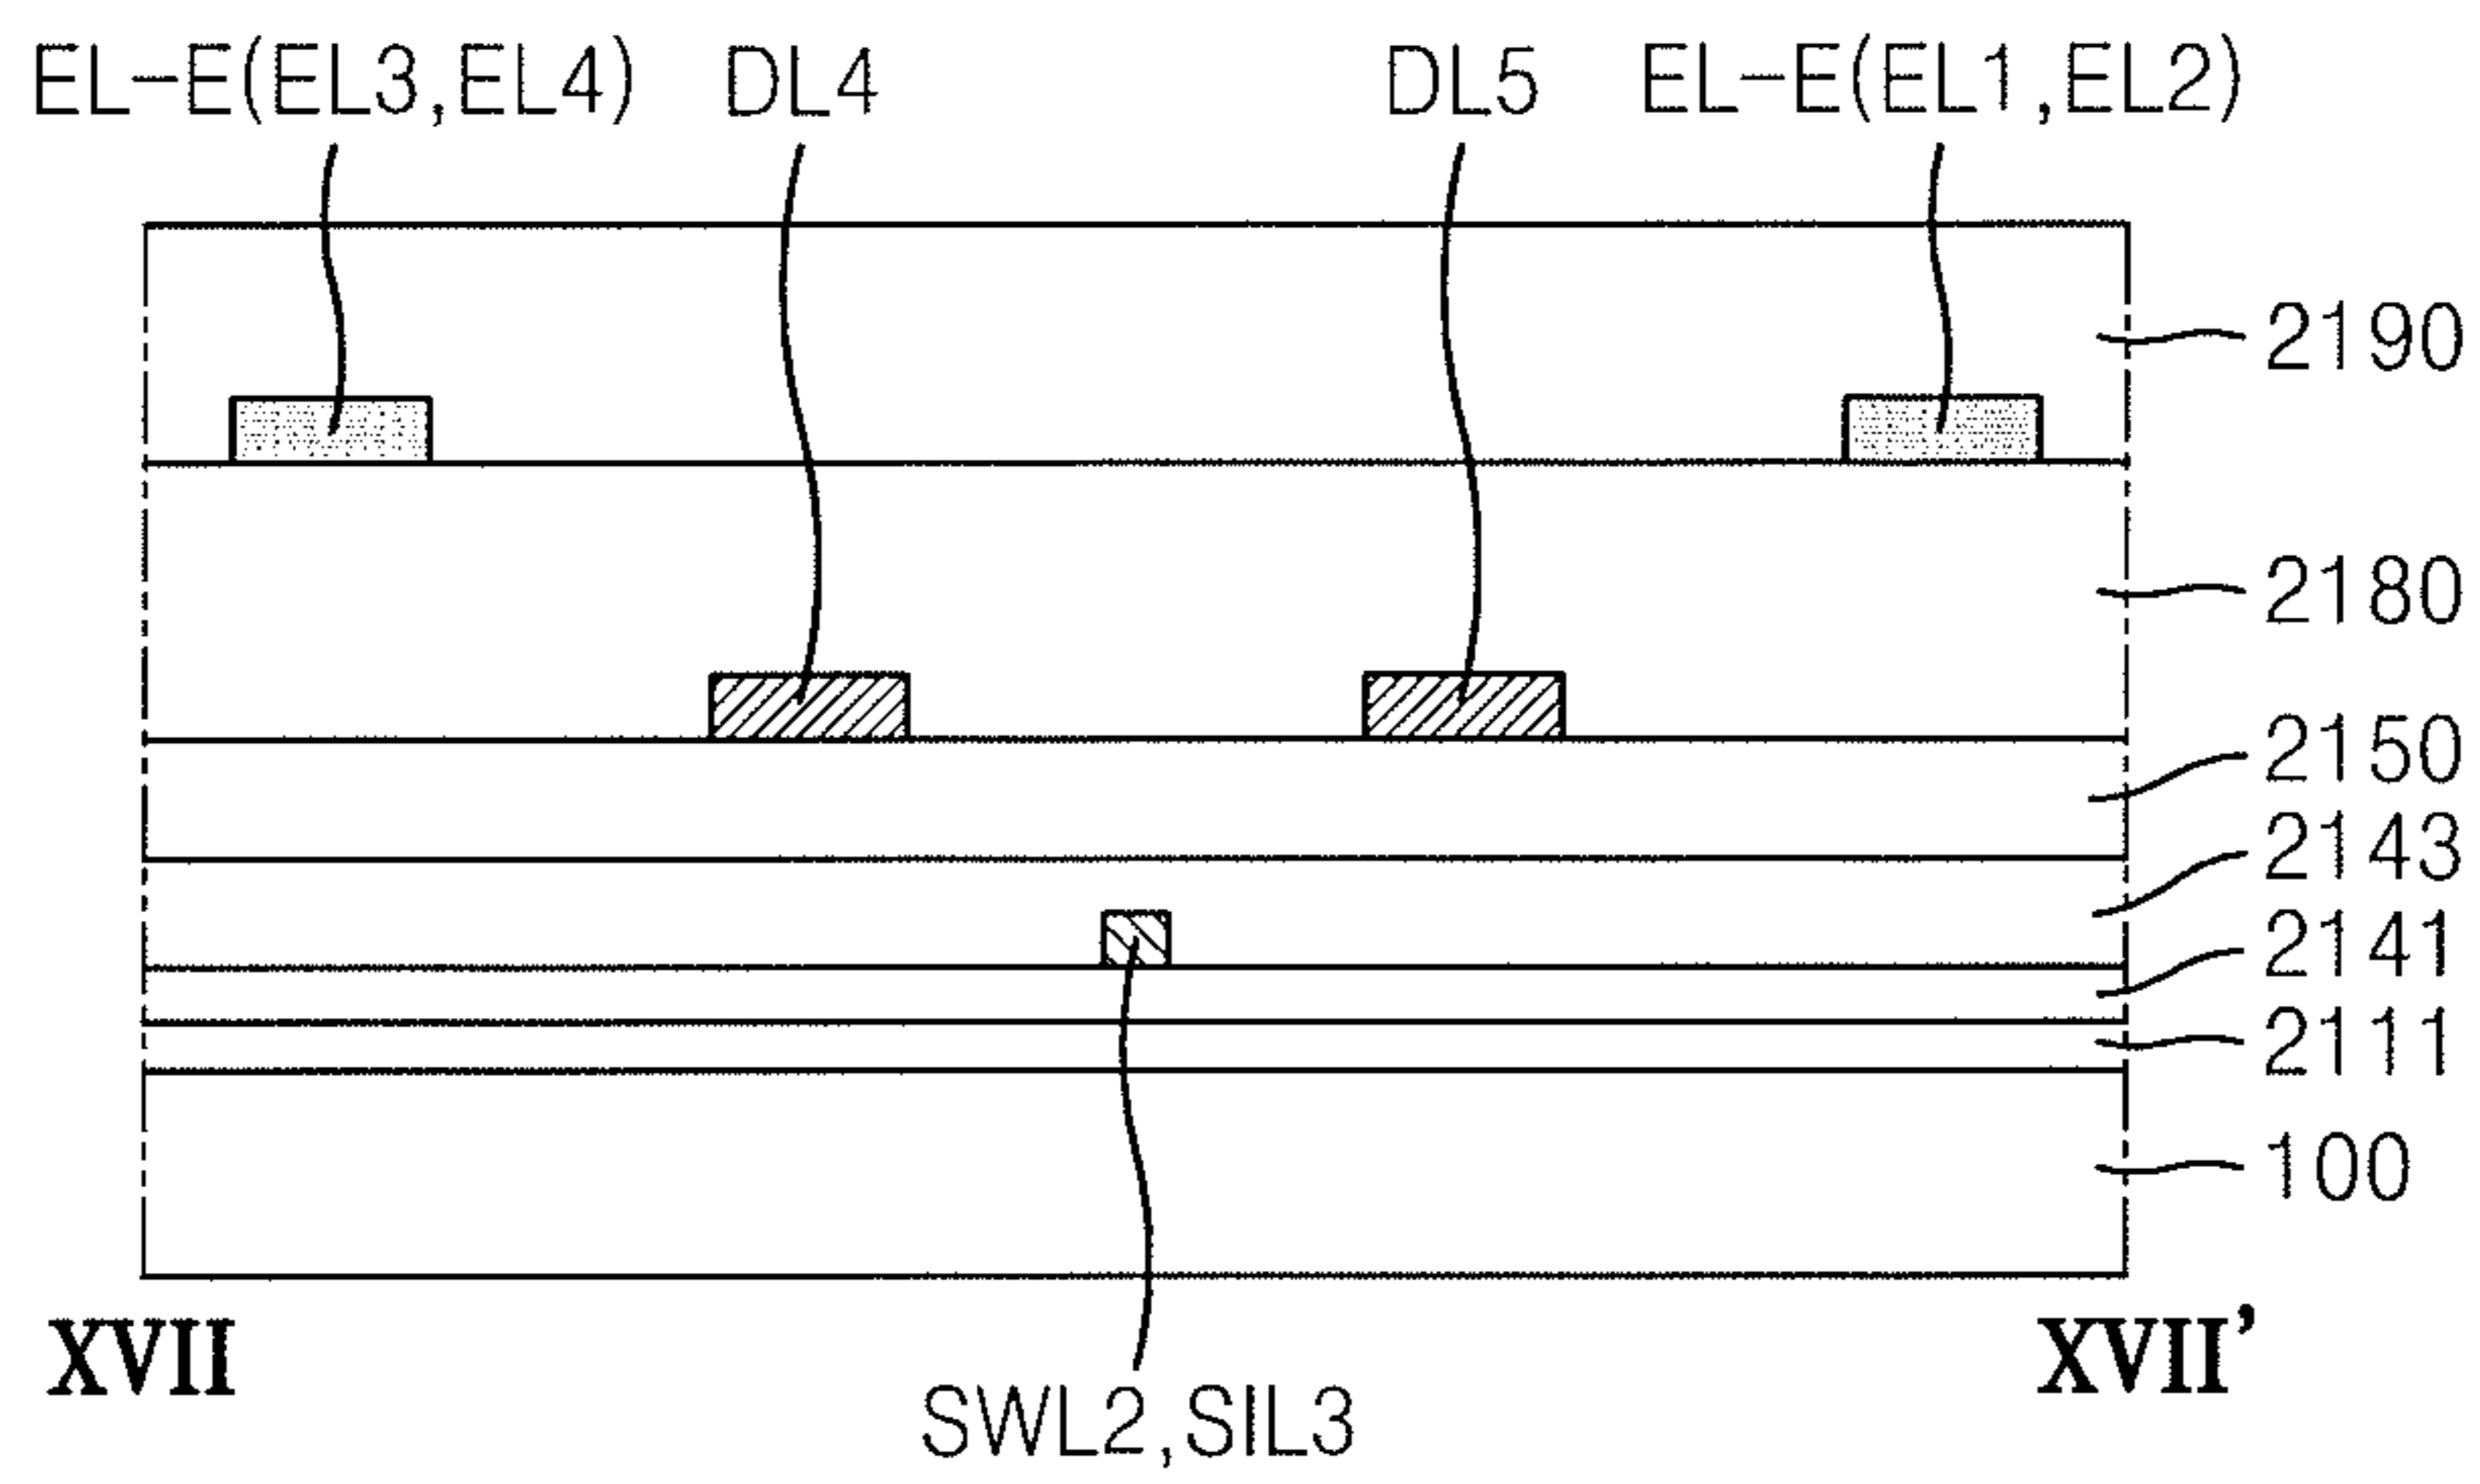 EL-E(EL3,EL4) DL4 DL5 EL-E(EL1,EL2)
2190
2180
2150
2143
2141
2111
100
XVII XVII'
SWL2,SIL3